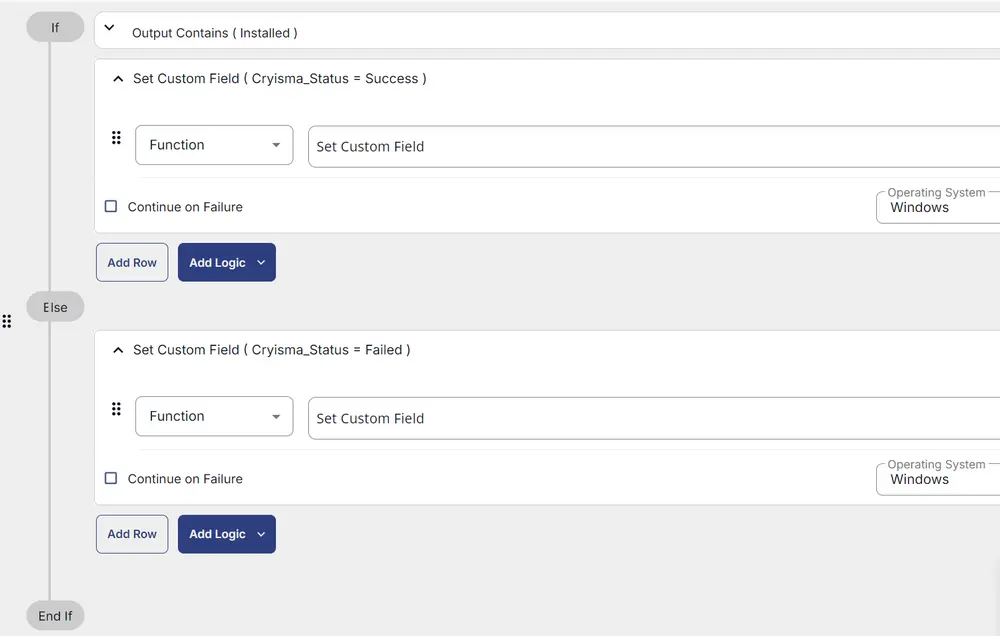 If
Output Contains ( Installed )
Set Custom Field ( Cryisma_Status = Success )
Function
Set Custom Field
Continue on Failure
Operating System
Windows
Add Row
Add Logic
Else
Set Custom Field ( Cryisma_Status = Failed )
Function
Set Custom Field
Continue on Failure
Operating System
Windows
Add Row
Add Logic
End If